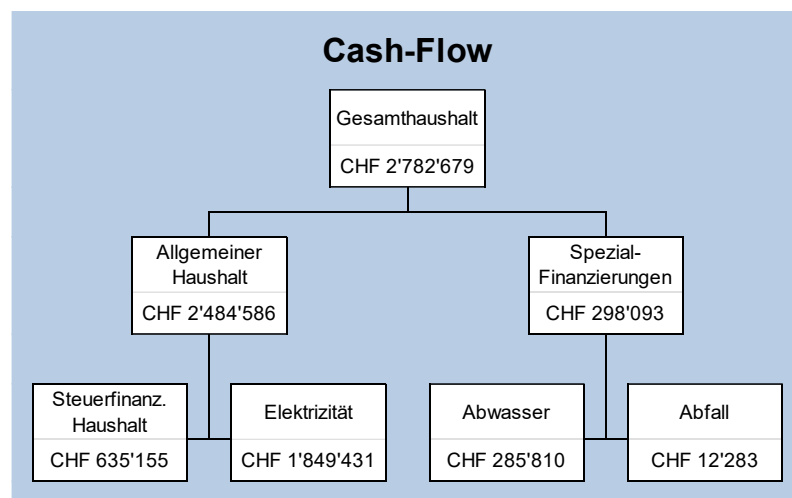 Cash-Flow
Gesamthaushalt
CHF 2'782'679
Allgemeiner
Haushalt
CHF 2'484'586
Spezial-
Finanzierungen
CHF 298'093
Steuerfinanz.
Haushalt
CHF 635'155
Elektrizität
CHF 1'849'431
Abwasser
CHF 285'810
Abfall
CHF 12'283